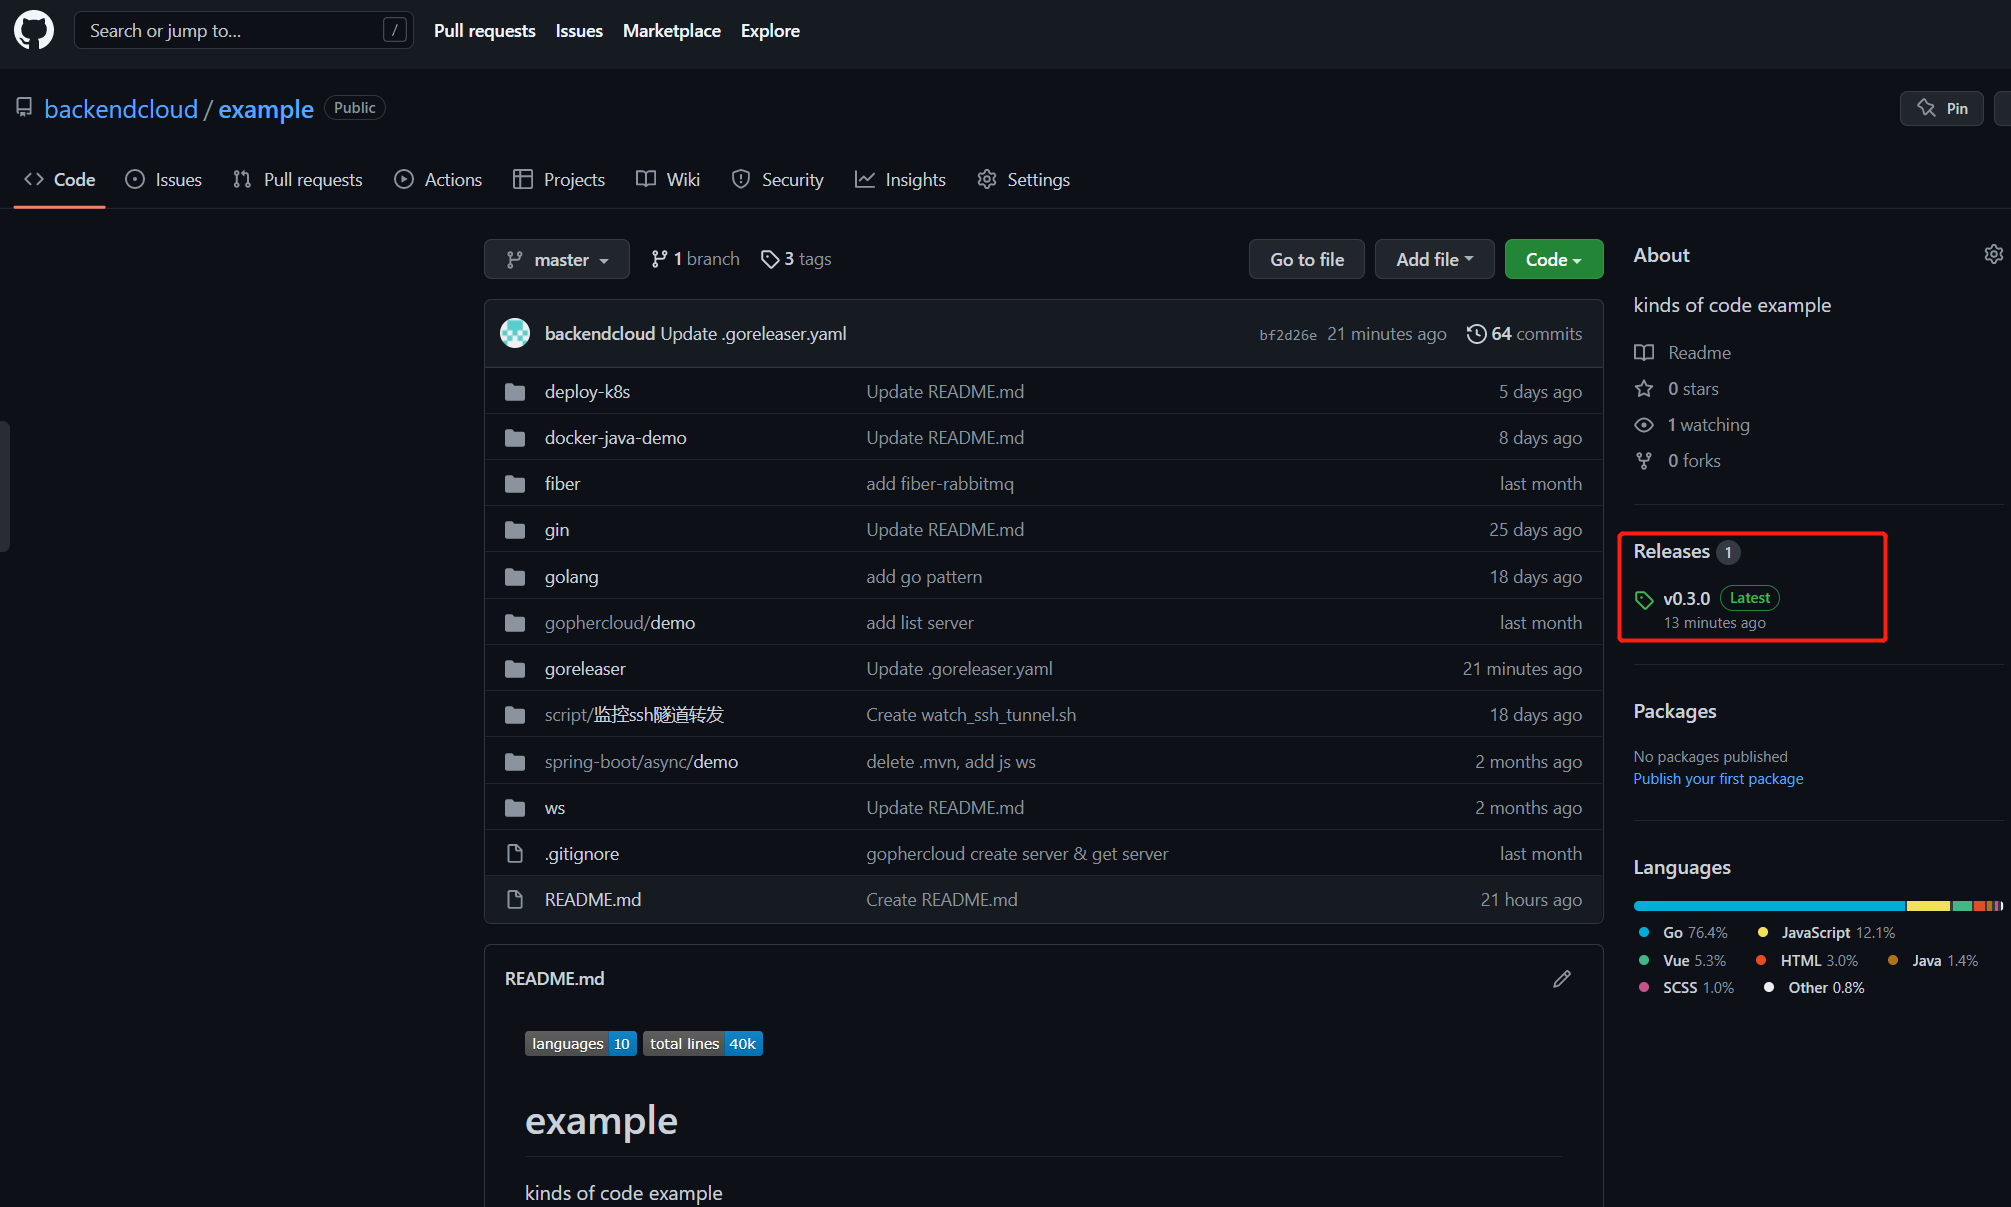 Search or jump to... / Pull requests Issues Marketplace Explore
backendcloud / example Public Pin
Code Issues Pull requests Actions Projects Wiki Security Insights Settings
master 1 branch 3 tags Go to file Add file Code
backendcloud Update .goreleaser.yaml bf2d26e 21 minutes ago 64 commits
deploy-k8s Update README.md 5 days ago
docker-java-demo Update README.md 8 days ago
fiber add fiber-rabbitmq last month
gin Update README.md 25 days ago
golang add go pattern 18 days ago
gophercloud/demo add list server last month
goreleaser Update .goreleaser.yaml 21 minutes ago
script/监控ssh隧道转发 Create watch_ssh_tunnel.sh 18 days ago
spring-boot/async/demo delete .mvn, add js ws 2 months ago
ws Update README.md 2 months ago
.gitignore gophercloud create server & get server last month
README.md Create README.md 21 hours ago
README.md
languages 10 total lines 40k
example
kinds of code example
About
kinds of code example
Readme
0 stars
1 watching
0 forks
Releases 1
v0.3.0 Latest
13 minutes ago
Packages
No packages published
Publish your first package
Languages
Go 76.4% JavaScript 12.1%
Vue 5.3% HTML 3.0% Java 1.4%
SCSS 1.0% Other 0.8%